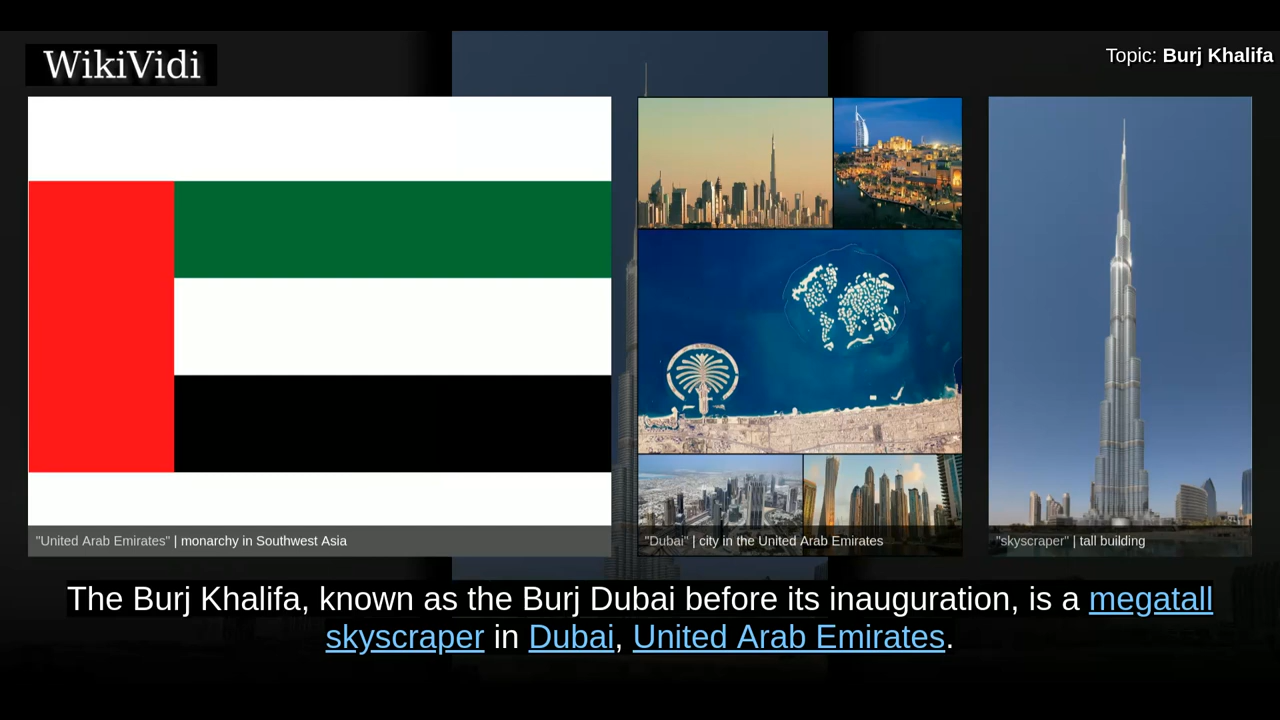 WikiVidi
Topic: Burj Khalifa
"United Arab Emirates" | monarchy in Southwest Asia
"Dubai" | city in the United Arab Emirates
"skyscraper" | tall building
The Burj Khalifa, known as the Burj Dubai before its inauguration, is a megatall
skyscraper in Dubai, United Arab Emirates.